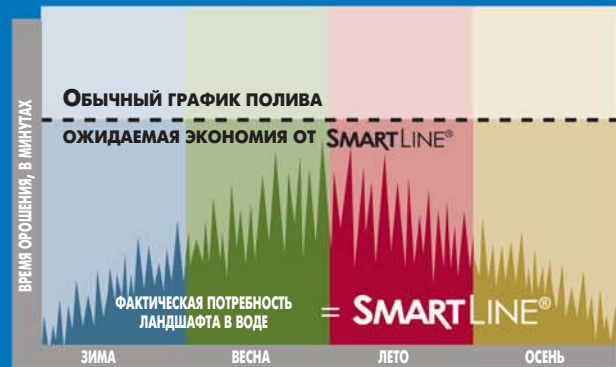 ОБЫЧНЫЙ ГРАФИК ПОЛИВА
ОЖИДАЕМАЯ ЭКОНОМИЯ ОТ SMARTLINE®
ВРЕМЯ ОРОШЕНИЯ, В МИНУТАХ
ФАКТИЧЕСКАЯ ПОТРЕБНОСТЬ
ЛАНДШАФТА В ВОДЕ = SMARTLINE®
ЗИМА ВЕСНА ЛЕТО ОСЕНЬ